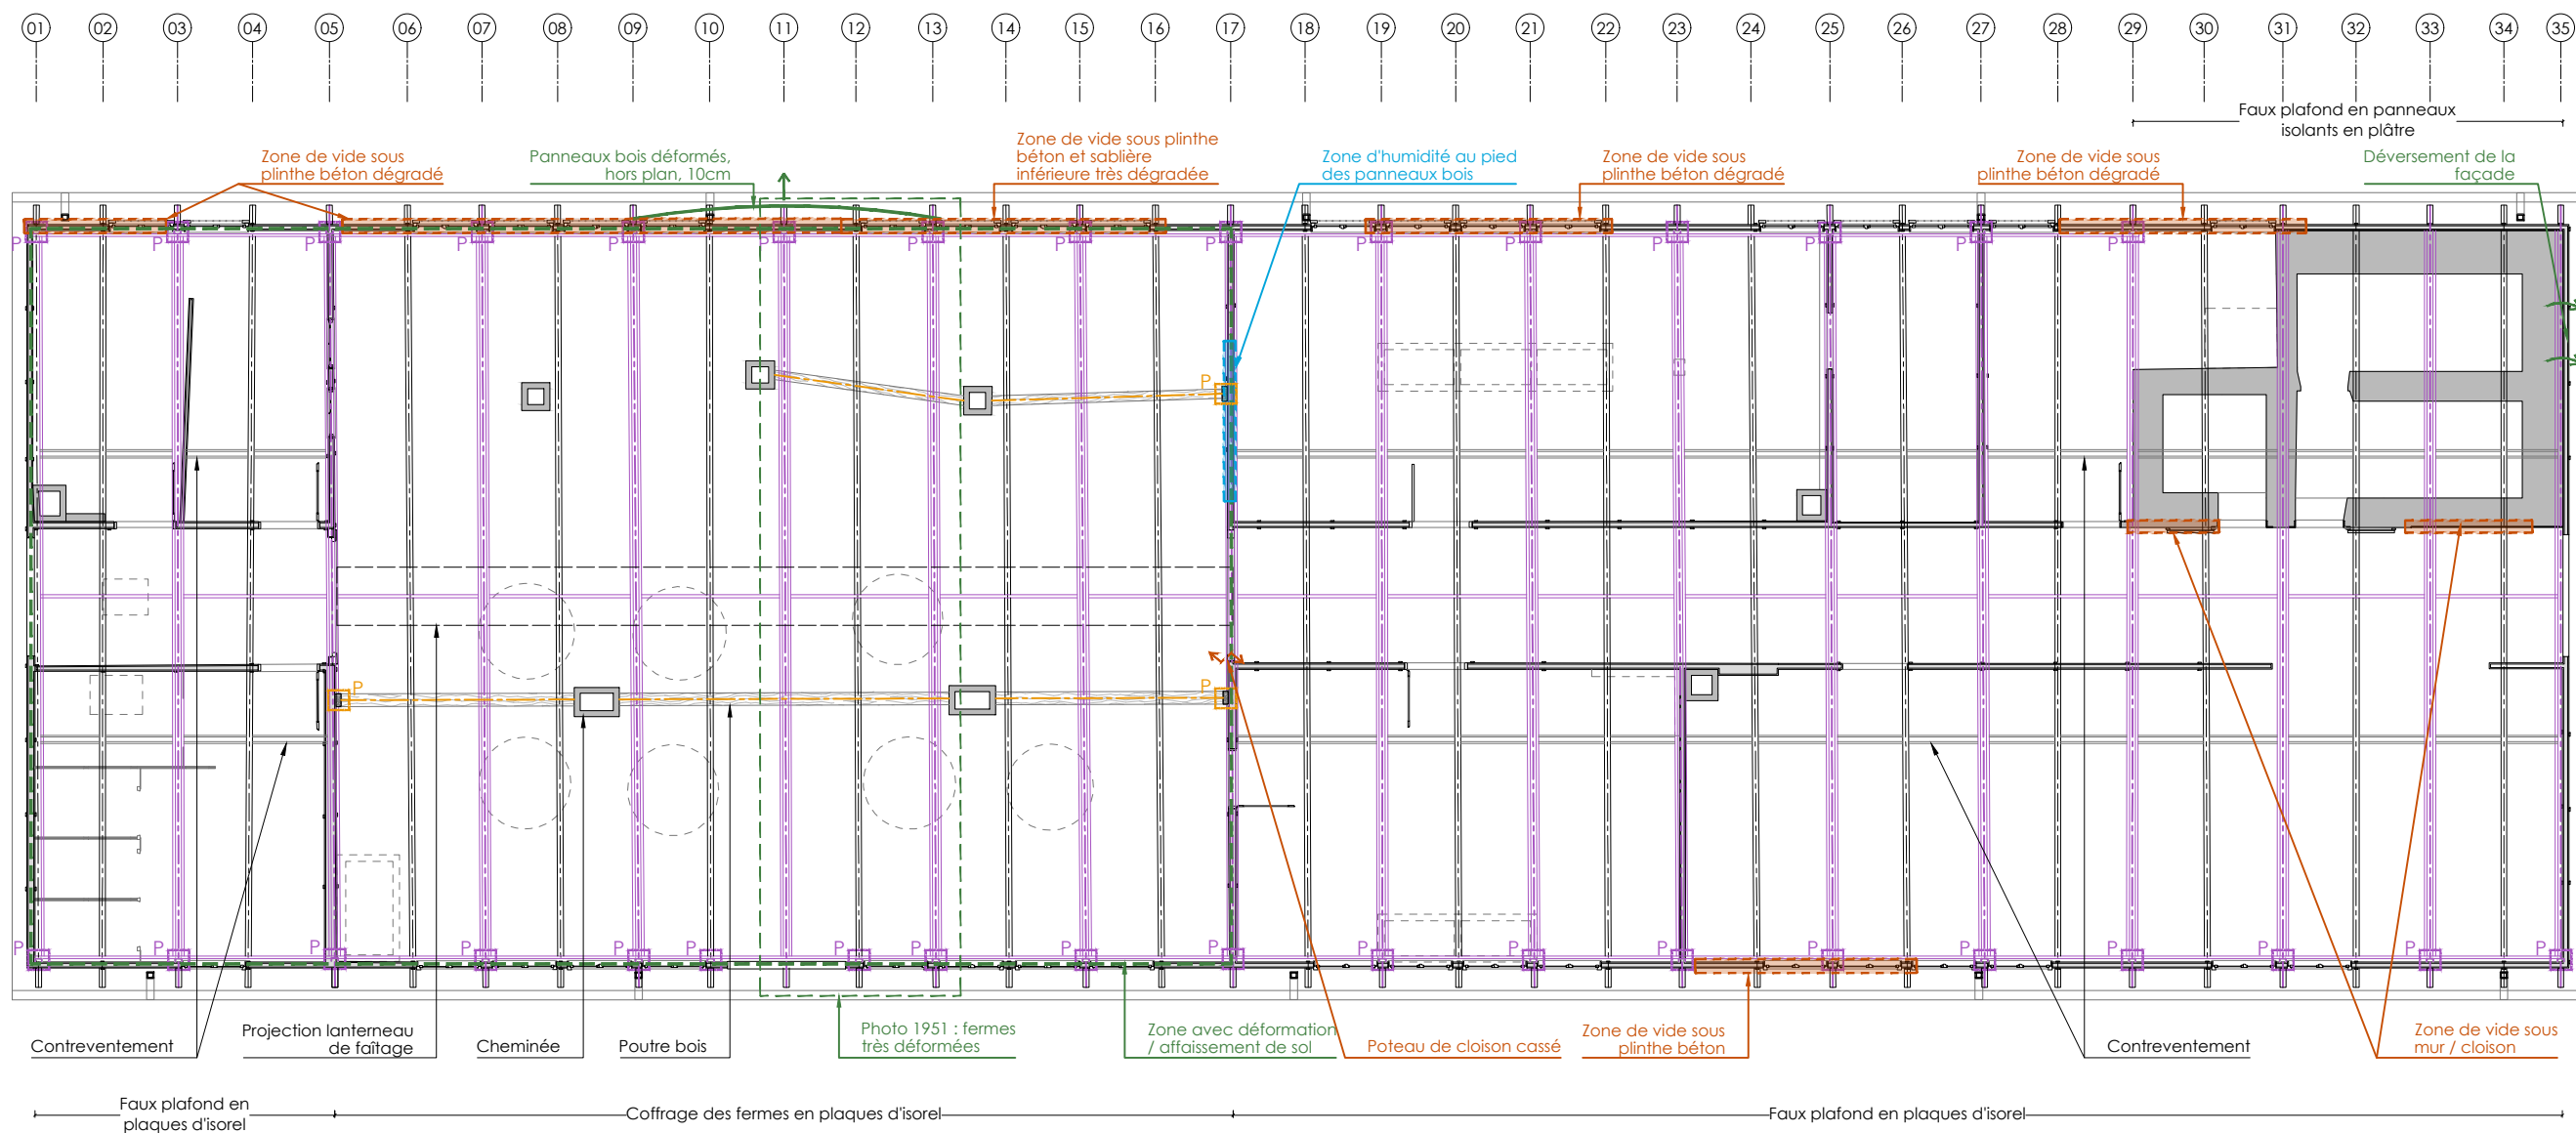 01 02 03 04 05 06 07 08 09 10 11 12 13 14 15 16 17 18 19 20 21 22 23 24 25 26 27 28 29 30 31 32 33 34 35
Faux plafond en panneaux
isolants en plâtre
Zone de vide sous
plinthe béton dégradé
Panneaux bois déformés,
hors plan, 10cm
Zone de vide sous plinthe
béton et sablière
inférieure très dégradée
Zone d'humidité au pied
des panneaux bois
Zone de vide sous
plinthe béton dégradé
Zone de vide sous
plinthe béton dégradé
Déversement de la
façade
P P P P P P P P P P P P P P P
P
P P
P P P P P P P P P P P P P P P P P P P
Contreventement
Projection lanterneau
de faîtage
Cheminée
Poutre bois
Photo 1951 : fermes
très déformées
Zone avec déformation
/ affaissement de sol
Poteau de cloison cassé
Zone de vide sous
plinthe béton
Contreventement
Zone de vide sous
mur / cloison
Faux plafond en
plaques d'isorel
Coffrage des fermes en plaques d'isorel
Faux plafond en plaques d'isorel